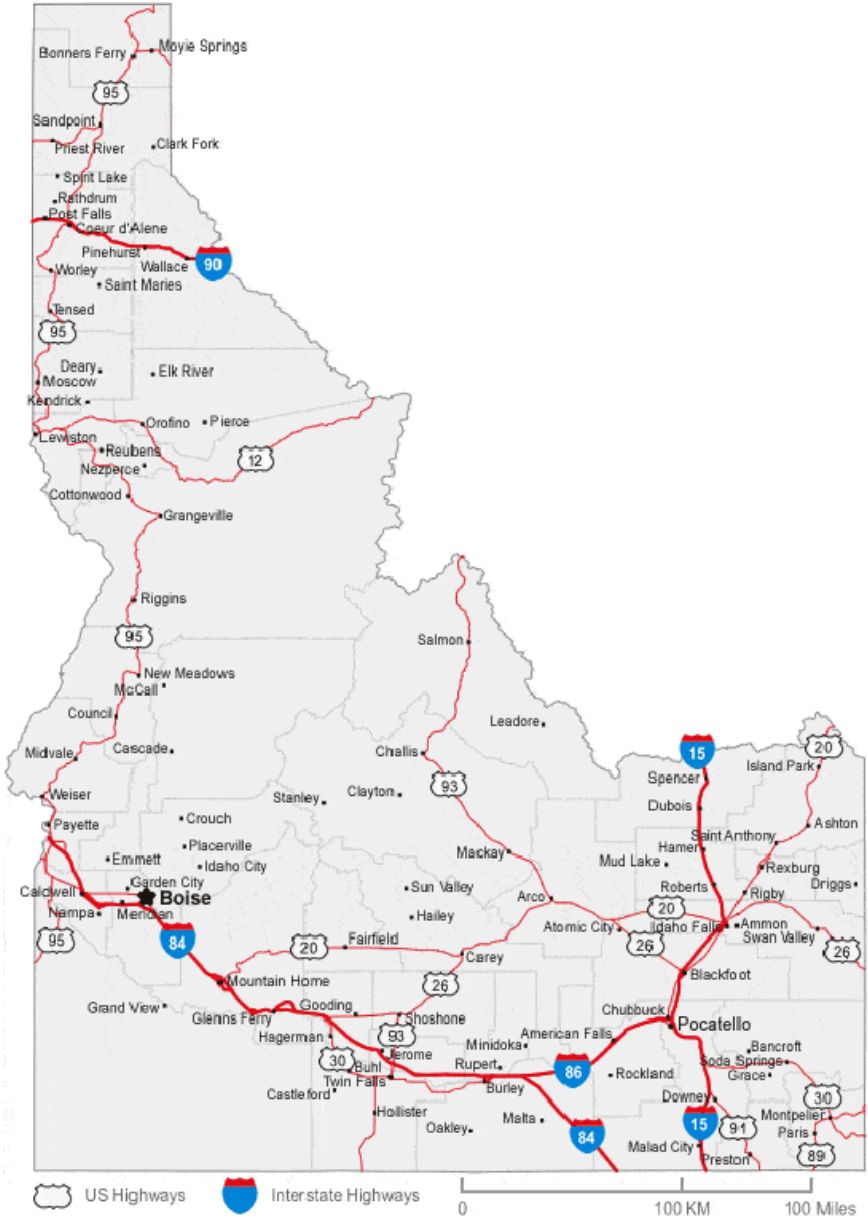 Bonners Ferry
Moyie Springs
95
Sandpoint
Priest River
Clark Fork
Spirit Lake
Rathdrum
Post Falls
Coeur d'Alene
Pinehurst
Wallace
90
Worley
Saint Maries
Tensed
95
Deary
Elk River
Moscow
Kendrick
Orofino
Pierce
Lewiston
Reubens
12
Nezperce
Cottonwood
Grangeville
Riggins
95
Salmon
New Meadows
McCall
Council
Leadore
Midvale
Cascade
Challis
15
20
Island Park
Spencer
93
Weiser
Stanley
Clayton
Dubois
Payette
Crouch
Ashton
Saint Anthony
Placerville
Hamer
Emmett
Idaho City
Mackay
Mud Lake
Rexburg
Garden City
Caldwell
Boise
Sun Valley
Roberts
Rigby
Driggs
Arco
Nampa
Meridian
Hailey
20
Atomic City
Idaho Falls
Ammon
Swan Valley
95
84
20
Fairfield
26
26
Carey
Mountain Home
Blackfoot
26
Grand View
Glenns Ferry
Gooding
Shoshone
Chubbuck
Pocatello
Hagerman
93
American Falls
Minidoka
Bancroft
30
Jerome
Soda Springs
Buhl
Rupert
86
Rockland
Grace
Twin Falls
Burley
Castleford
Downey
30
Hollister
Malta
Montpelier
Oakley
84
15
91
Paris
Malad City
Preston
89
US Highways
Interstate Highways
0
100 KM
100 Miles